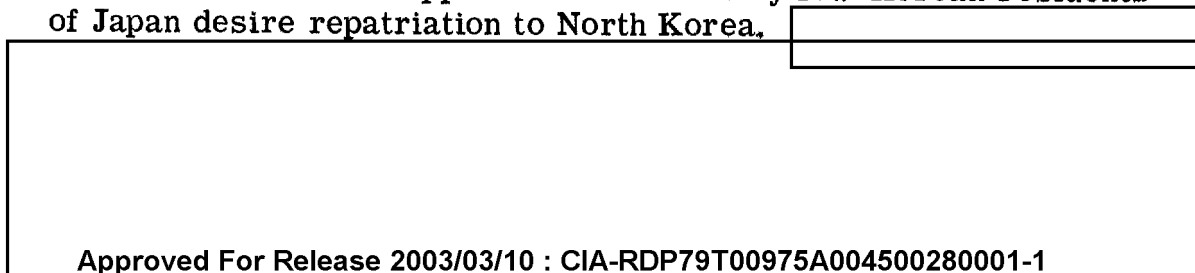 of Japan desire repatriation to North Korea.
Approved For Release 2003/03/10 : CIA-RDP79T00975A004500280001-1